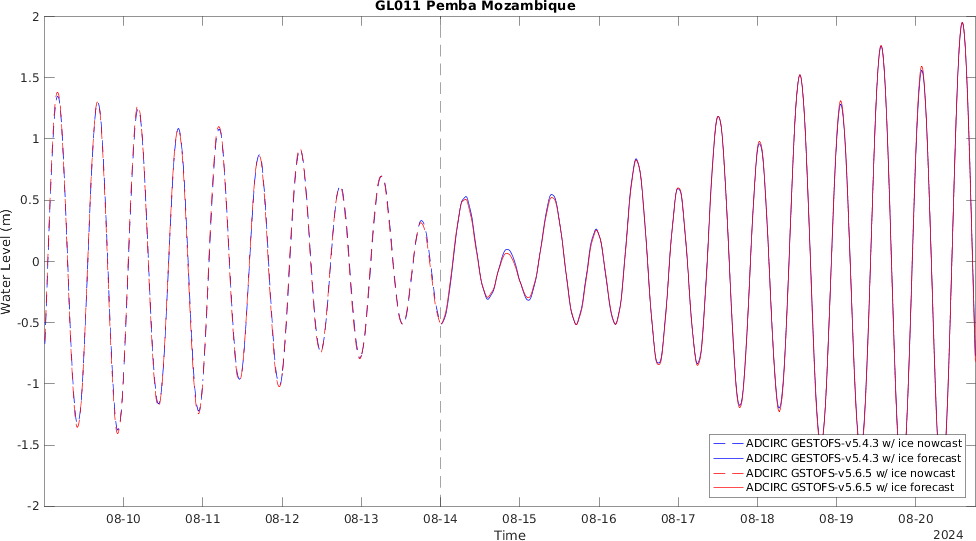 GL011 Pemba Mozambique
2
1.5
1
0.5
0
-0.5
-1
-1.5
-2
Water Level (m)
ADCIRC GESTOFS-v5.4.3 w/ ice nowcast
ADCIRC GESTOFS-v5.4.3 w/ ice forecast
ADCIRC GSTOFS-v5.6.5 w/ ice nowcast
ADCIRC GSTOFS-v5.6.5 w/ ice forecast
08-10 08-11 08-12 08-13 08-14 08-15 08-16 08-17 08-18 08-19 08-20
Time
2024